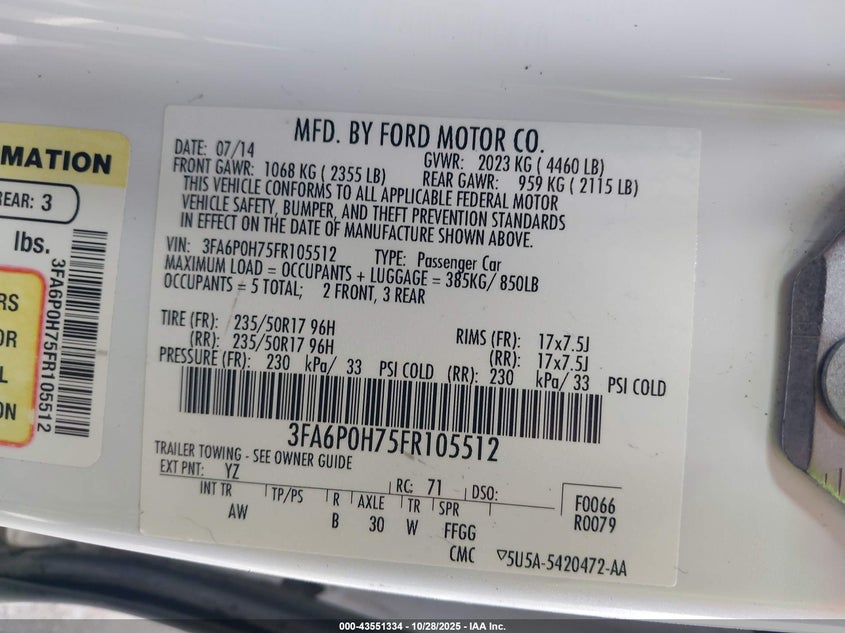 MATION
REAR: 3
lbs.
RS
OR
L
ON
3FA6P0H75FR105512
MFD. BY FORD MOTOR CO.
DATE: 07/14 GVWR: 2023 KG ( 4460 LB)
FRONT GAWR: 1068 KG ( 2355 LB) REAR GAWR: 959 KG ( 2115 LB)
THIS VEHICLE CONFORMS TO ALL APPLICABLE FEDERAL MOTOR
VEHICLE SAFETY, BUMPER, AND THEFT PREVENTION STANDARDS
IN EFFECT ON THE DATE OF MANUFACTURE SHOWN ABOVE.
VIN: 3FA6P0H75FR105512 TYPE: Passenger Car
MAXIMUM LOAD = OCCUPANTS + LUGGAGE = 385KG/ 850LB
OCCUPANTS = 5 TOTAL; 2 FRONT, 3 REAR
TIRE (FR): 235/50R17 96H RIMS (FR): 17x7.5J
(RR): 235/50R17 96H (RR): 17x7.5J
PRESSURE (FR): 230 kPa/ 33 PSI COLD (RR): 230 kPa/ 33 PSI COLD
3FA6P0H75FR105512
TRAILER TOWING - SEE OWNER GUIDE
EXT PNT: YZ RC: 71 DSO: F0066
INT TR TP/PS R AXLE TR SPR R0079
AW B 30 W FFGG
CMC ▽5U5A-5420472-AA
000-43551334 | 10/28/2025 - IAA Inc.